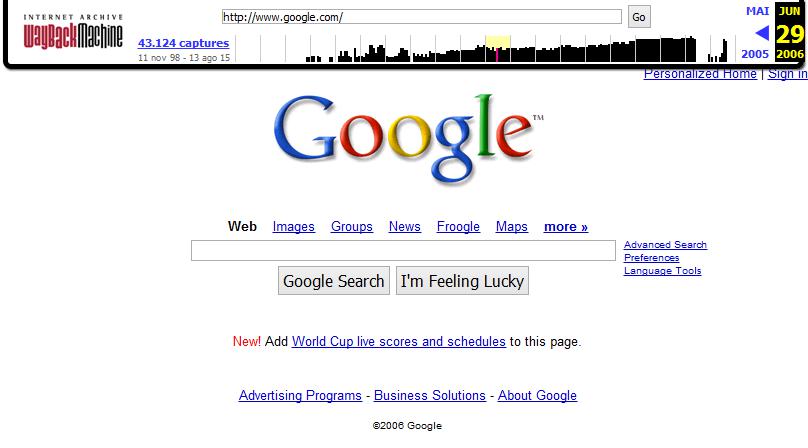 INTERNET ARCHIVE
WayBackMachine
http://www.google.com/ Go
43.124 captures
11 nov 98 - 13 ago 15
MAI JUN
29
2005 2006
Personalized Home | Sign in
Google™
Web Images Groups News Froogle Maps more »
Advanced Search
Preferences
Language Tools
Google Search I'm Feeling Lucky
New! Add World Cup live scores and schedules to this page.
Advertising Programs - Business Solutions - About Google
©2006 Google